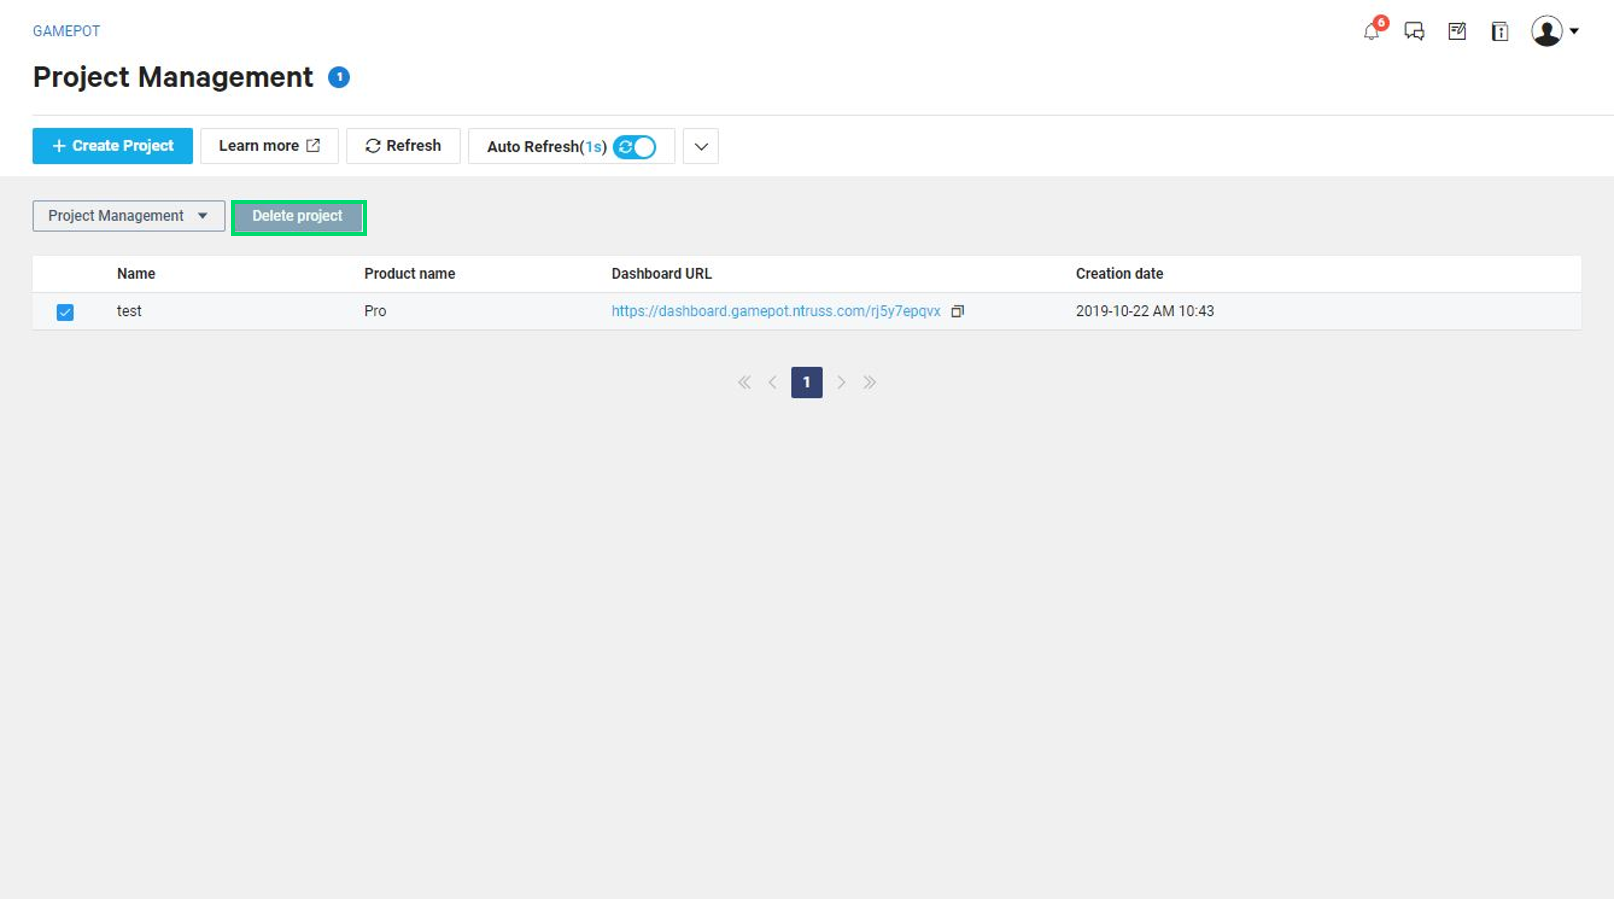 GAMEPOT
6
Project Management 1
+ Create Project
Learn more
Refresh
Auto Refresh(1s)
Project Management
Delete project
Name Product name Dashboard URL Creation date
test Pro https://dashboard.gamepot.ntruss.com/rj5y7epqvx 2019-10-22 AM 10:43
1